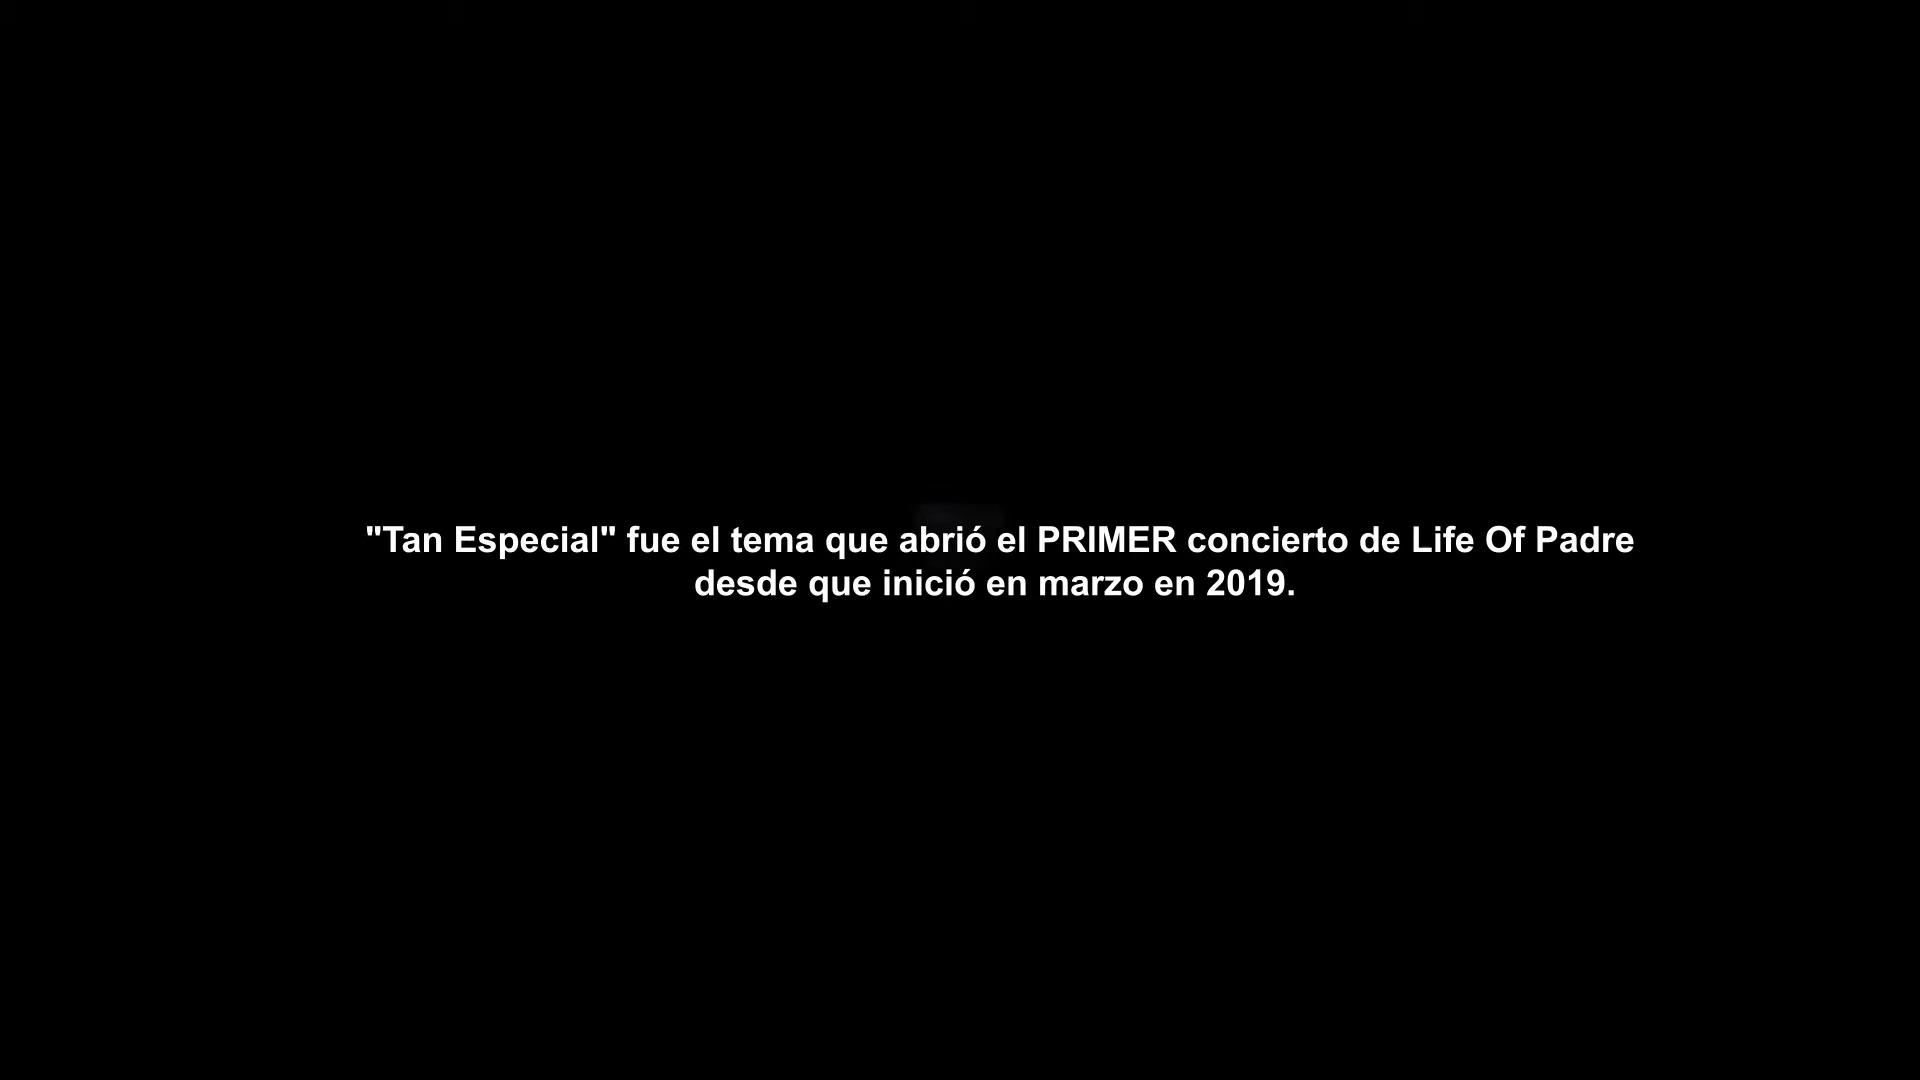 "Tan Especial" fue el tema que abrió el PRIMER concierto de Life Of Padre
desde que inició en marzo en 2019.